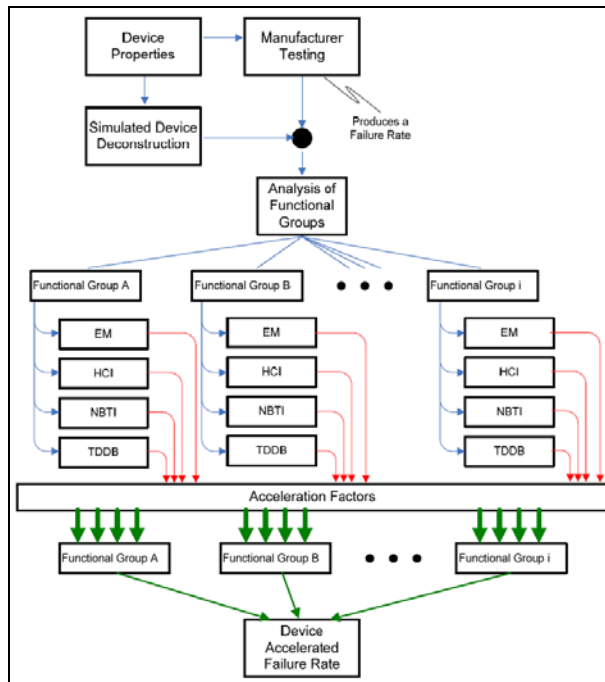 Device
Properties
Manufacturer
Testing
Simulated Device
Deconstruction
Produces a
Failure Rate
Analysis of
Functional
Groups
Functional Group A
Functional Group B
Functional Group i
EM
EM
EM
HCI
HCI
HCI
NBTI
NBTI
NBTI
TDDB
TDDB
TDDB
Acceleration Factors
Functional Group A
Functional Group B
Functional Group i
Device
Accelerated
Failure Rate